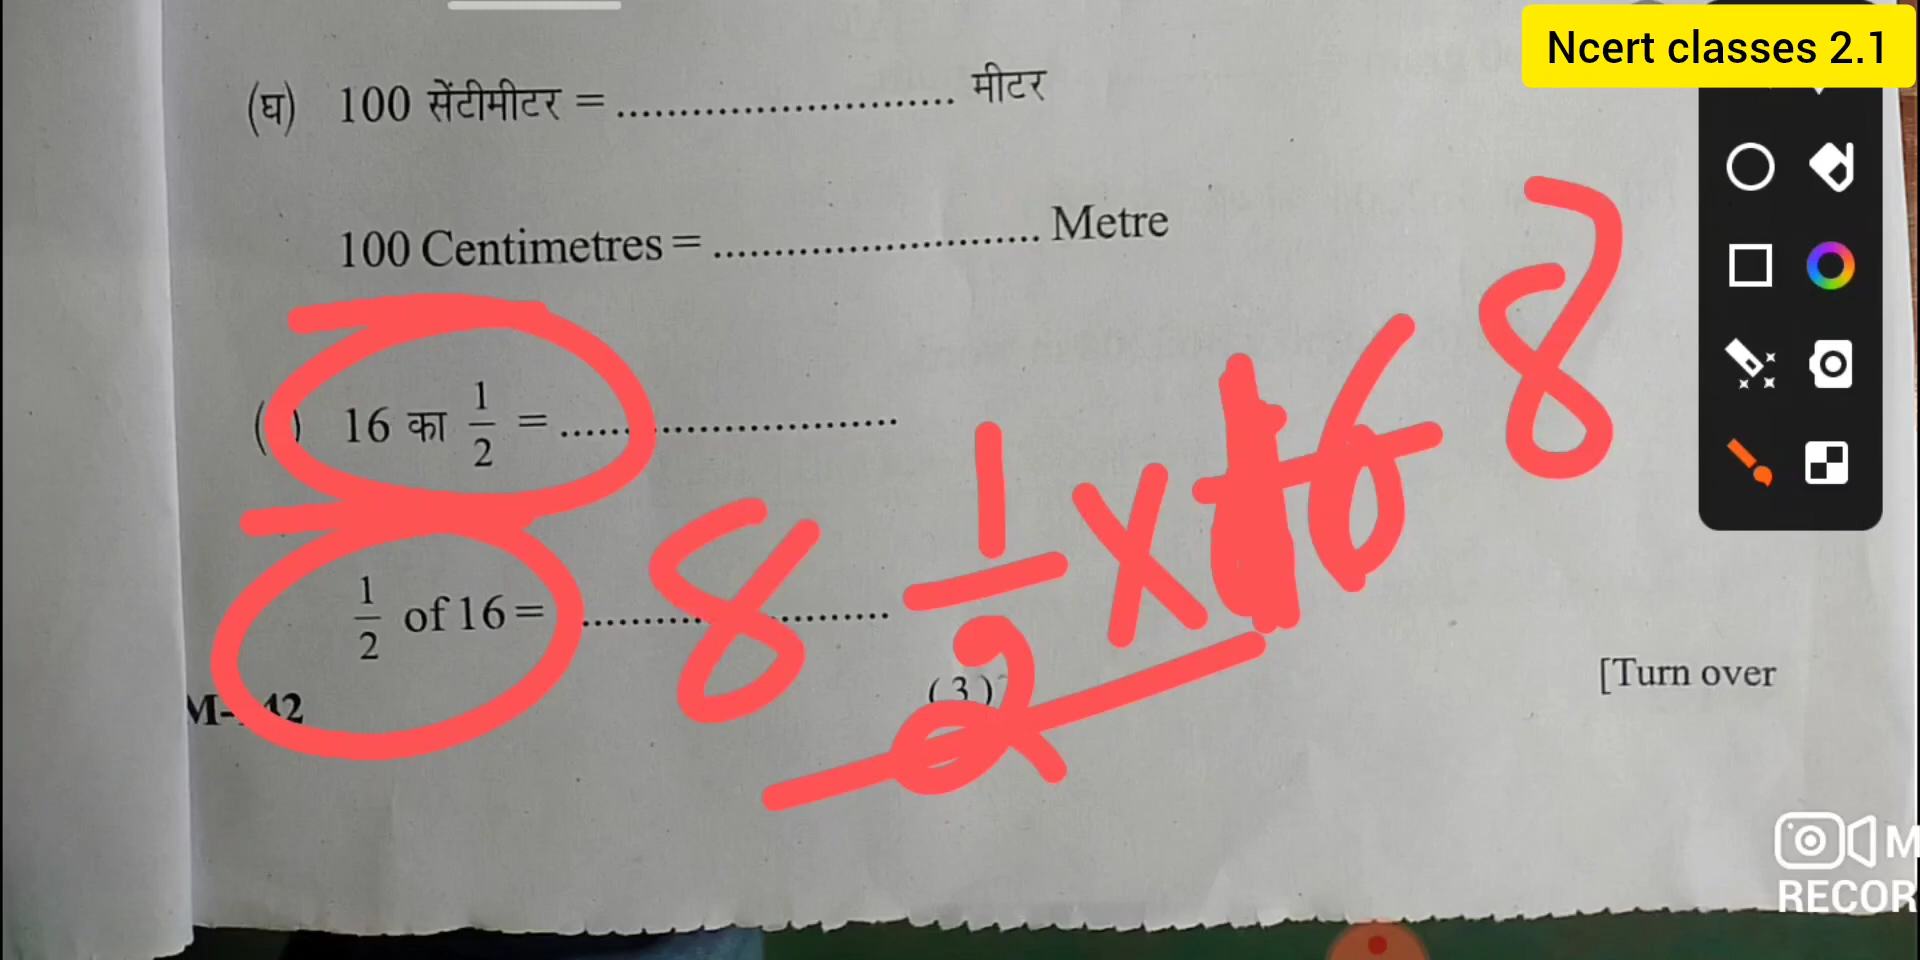 Ncert classes 2.1
(घ) 100 सेंटीमीटर = ........................... मीटर
100 Centimetres = ........................... Metre
16 का 1/2 = ...........................
8
1/2 × 16
8
1/2 of 16 = ...........................
(3)
[Turn over
RECOR